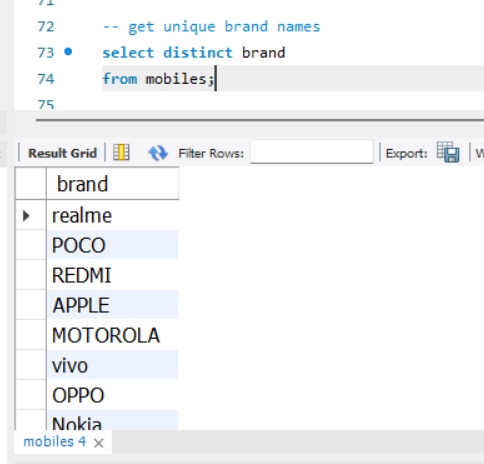 71
72 -- get unique brand names
73 select distinct brand
74 from mobiles;
75
Result Grid Filter Rows: Export: W
brand
realme
POCO
REDMI
APPLE
MOTOROLA
vivo
OPPO
Nokia
mobiles 4 ×